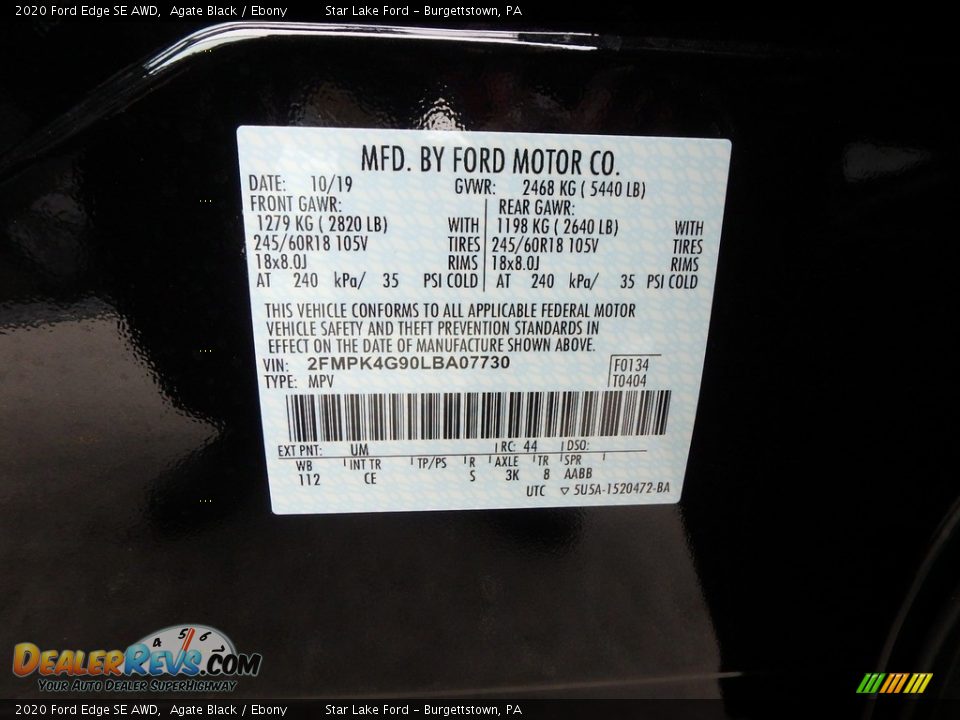 2020 Ford Edge SE AWD, Agate Black / Ebony Star Lake Ford - Burgettstown, PA
MFD. BY FORD MOTOR CO.
DATE: 10/19 GVWR: 2468 KG ( 5440 LB)
FRONT GAWR: REAR GAWR:
1279 KG ( 2820 LB) WITH 1198 KG ( 2640 LB) WITH
245/60R18 105V TIRES 245/60R18 105V TIRES
18x8.0J RIMS 18x8.0J RIMS
AT 240 kPa/ 35 PSI COLD AT 240 kPa/ 35 PSI COLD
THIS VEHICLE CONFORMS TO ALL APPLICABLE FEDERAL MOTOR
VEHICLE SAFETY AND THEFT PREVENTION STANDARDS IN
EFFECT ON THE DATE OF MANUFACTURE SHOWN ABOVE.
VIN: 2FMPK4G90LBA07730 F0134
TYPE: MPV T0404
EXT PNT: UM RC: 44 DSO:
WB INT TR TP/PS R AXLE TR SPR
112 CE S 3K 8 AABB
UTC ▽ 5U5A-1520472-BA
4 5 6
DEALERREVS.COM
YOUR AUTO DEALER SUPERHIGHWAY
2020 Ford Edge SE AWD, Agate Black / Ebony Star Lake Ford - Burgettstown, PA